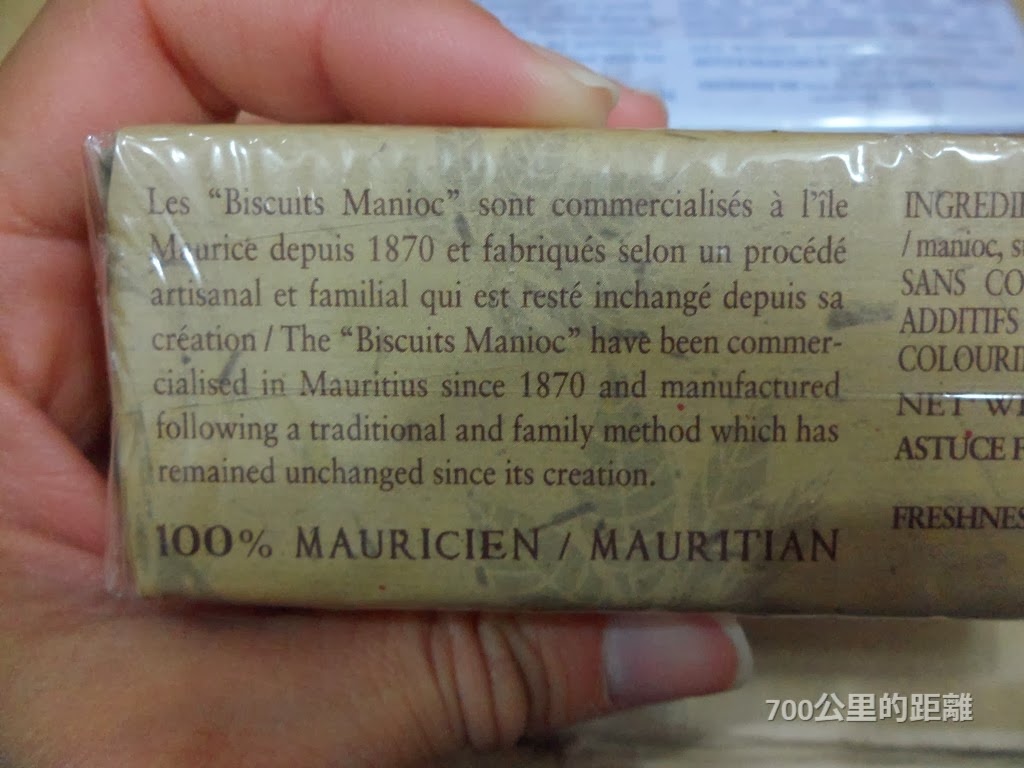 Les “Biscuits Manioc” sont commercialisés à l’île
Maurice depuis 1870 et fabriqués selon un procédé
artisanal et familial qui est resté inchangé depuis sa
création / The “Biscuits Manioc” have been commer-
cialised in Mauritius since 1870 and manufactured
following a traditional and family method which has
remained unchanged since its creation.
100% MAURICIEN / MAURITIAN
/ manioc,
SANS
ADDITIFS
NET
ASTUCE
700公里的距離